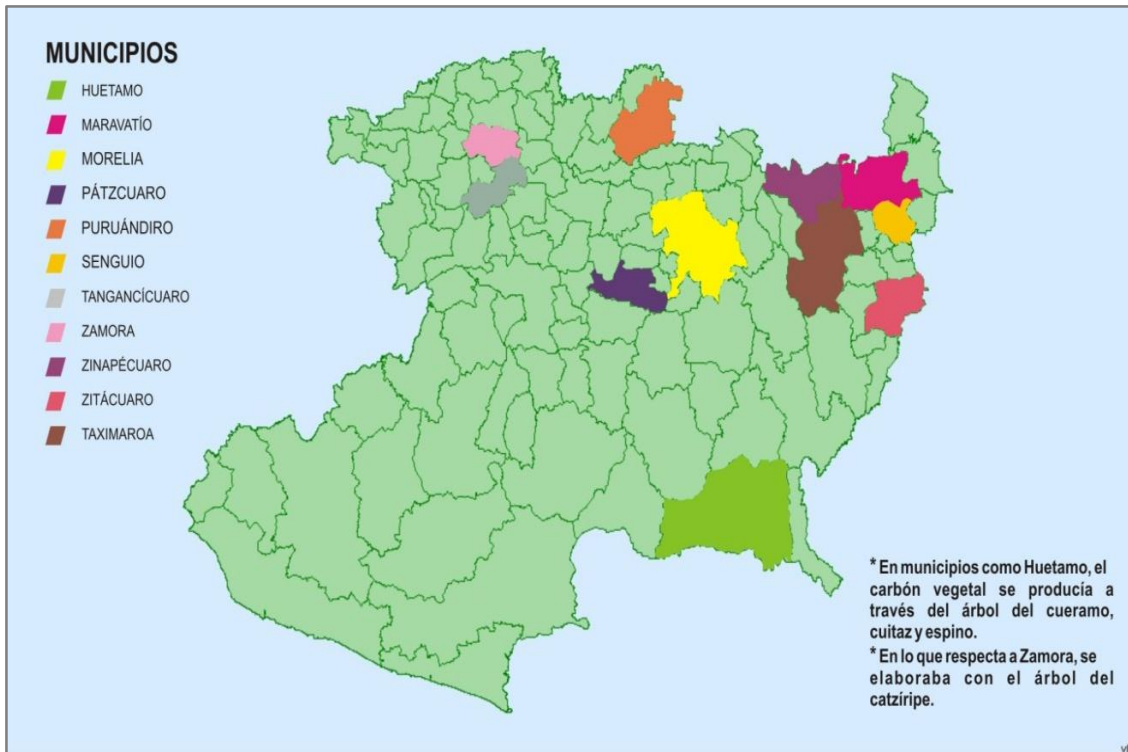 MUNICIPIOS
HUETAMO
MARAVATÍO
MORELIA
PÁTZCUARO
PURUÁNDIRO
SENGUIO
TANGANCÍCUARO
ZAMORA
ZINAPÉCUARO
ZITÁCUARO
TAXIMAROA
* En municipios como Huetamo, el
carbón vegetal se producía a
través del árbol del cueramo,
cuitaz y espino.
* En lo que respecta a Zamora, se
elaboraba con el árbol del
catzíripe.